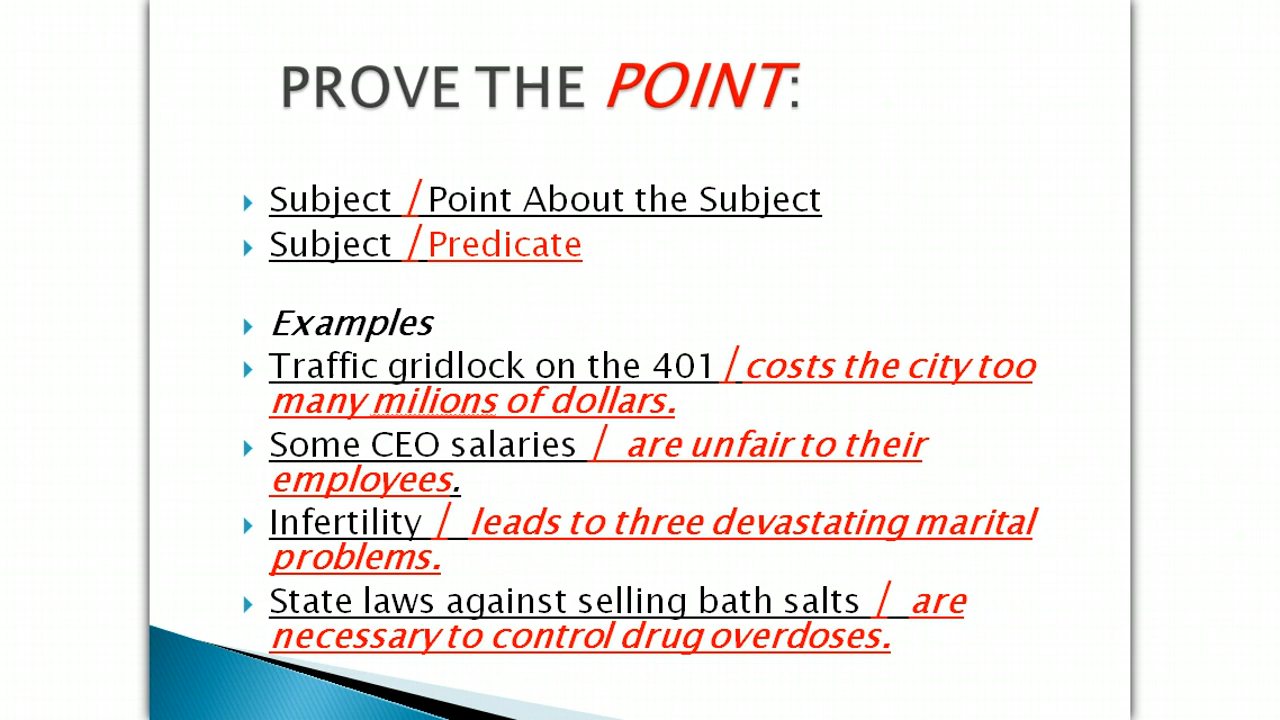 PROVE THE POINT:
Subject / Point About the Subject
Subject / Predicate
Examples
Traffic gridlock on the 401 / costs the city too
many milions of dollars.
Some CEO salaries / are unfair to their
employees.
Infertility / leads to three devastating marital
problems.
State laws against selling bath salts / are
necessary to control drug overdoses.